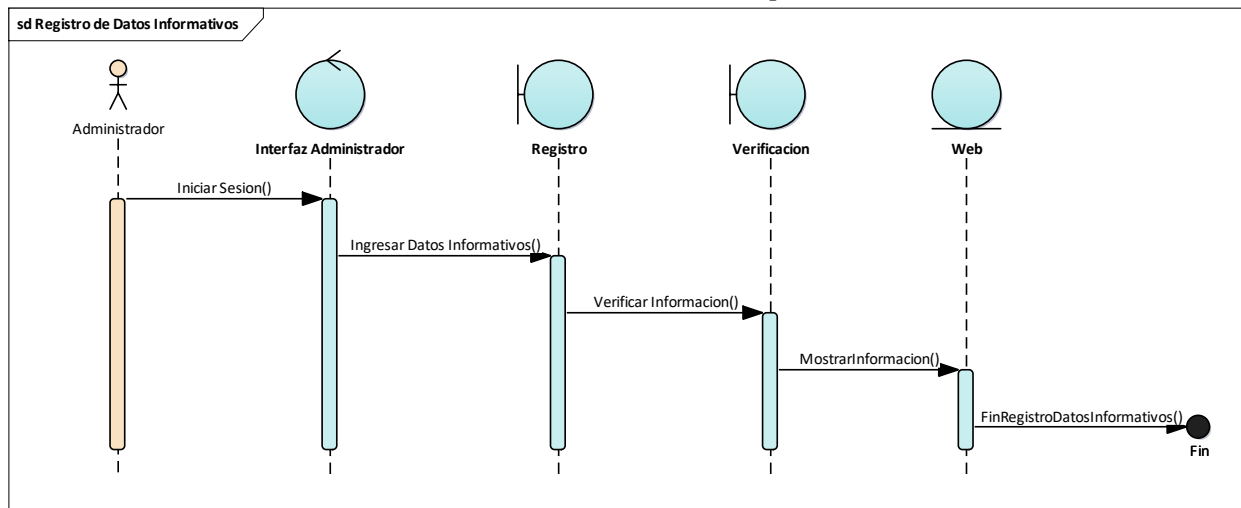 sd Registro de Datos Informativos
Administrador
Interfaz Administrador
Registro
Verificacion
Web
Iniciar Sesion()
Ingresar Datos Informativos()
Verificar Informacion()
MostrarInformacion()
FinRegistroDatosInformativos()
Fin